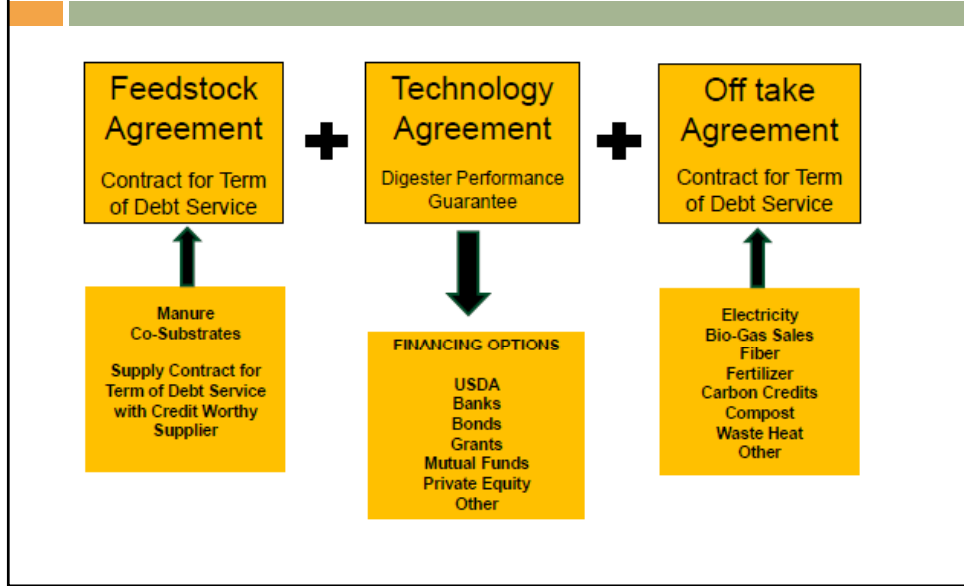 Feedstock
Agreement
Contract for Term
of Debt Service
Technology
Agreement
Digester Performance
Guarantee
Off take
Agreement
Contract for Term
of Debt Service
Manure
Co-Substrates
Supply Contract for
Term of Debt Service
with Credit Worthy
Supplier
FINANCING OPTIONS
USDA
Banks
Bonds
Grants
Mutual Funds
Private Equity
Other
Electricity
Bio-Gas Sales
Fiber
Fertilizer
Carbon Credits
Compost
Waste Heat
Other